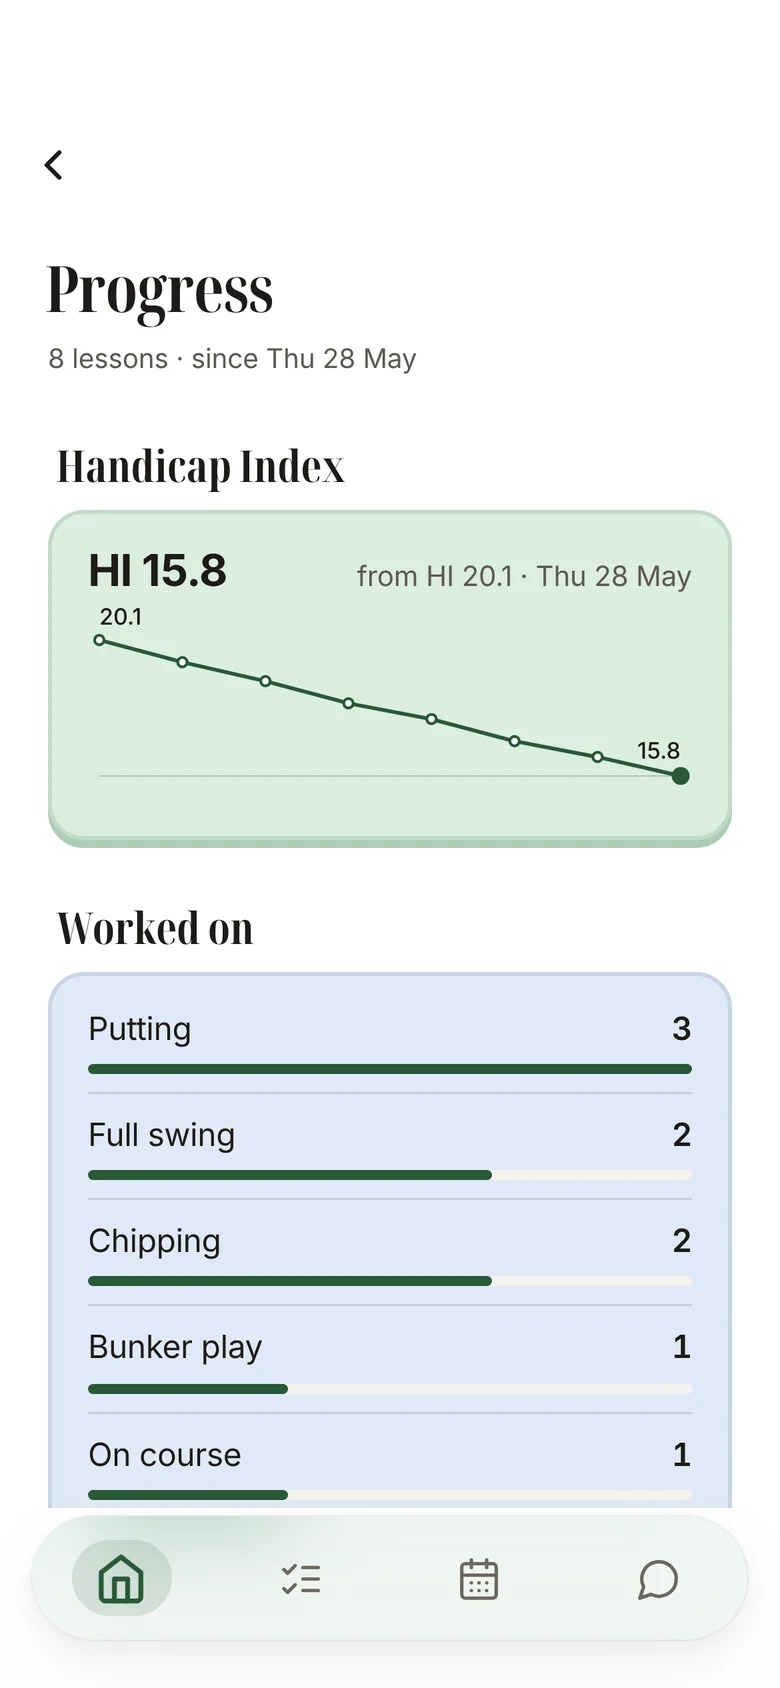 Progress
8 lessons · since Thu 28 May
Handicap Index
HI 15.8 from HI 20.1 · Thu 28 May
20.1
15.8
Worked on
Putting 3
Full swing 2
Chipping 2
Bunker play 1
On course 1